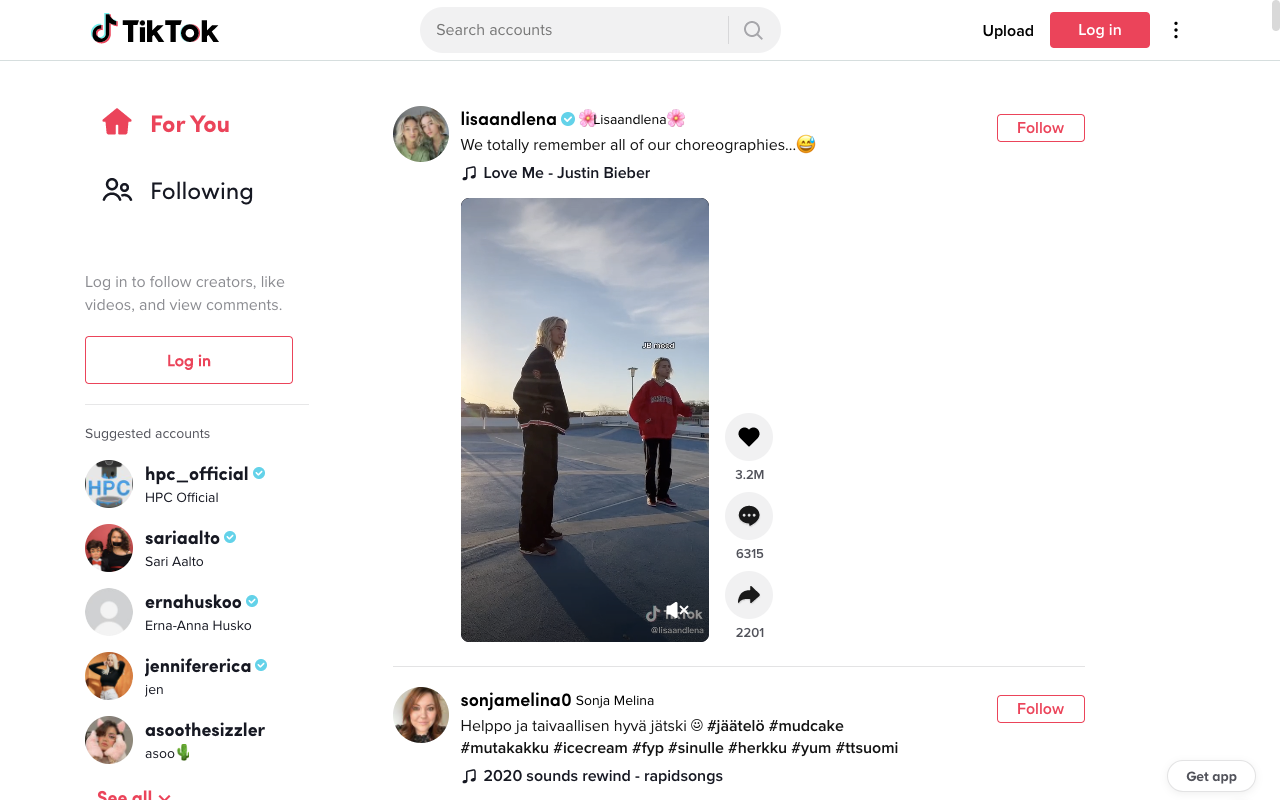 TikTok
Search accounts
Upload
Log in
For You
Following
Log in to follow creators, like
videos, and view comments.
Log in
Suggested accounts
HPC
hpc_official
HPC Official
sariaalto
Sari Aalto
ernahuskoo
Erna-Anna Husko
jennifererica
jen
asoothesizzler
asoo🌵
See all
lisaandlena 🌸Lisaandlena🌸
Follow
We totally remember all of our choreographies...😅
Love Me - Justin Bieber
JB mood
TikTok
@lisaandlena
3.2M
6315
2201
sonjamelina0 Sonja Melina
Follow
Helppo ja taivaallisen hyvä jätski ☺ #jäätelö #mudcake
#mutakakku #icecream #fyp #sinulle #herkku #yum #ttsuomi
2020 sounds rewind - rapidsongs
Get app